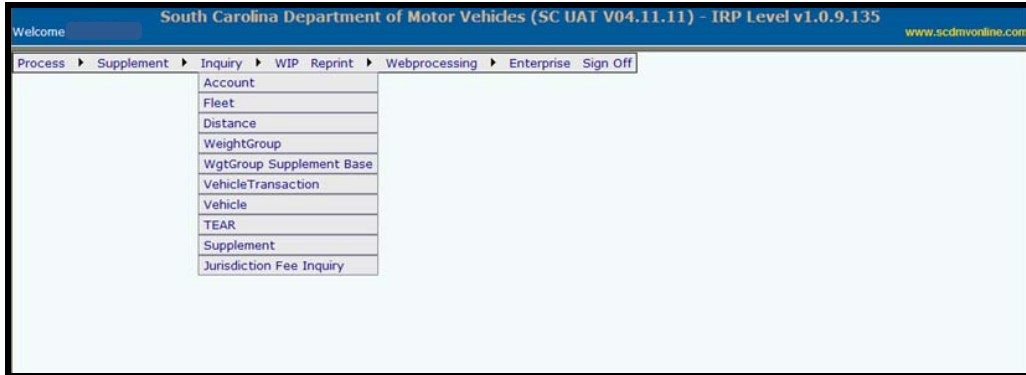 South Carolina Department of Motor Vehicles (SC UAT V04.11.11) - IRP Level v1.0.9.135
Welcome
www.scdmvonline.com
Process Supplement Inquiry WIP Reprint Webprocessing Enterprise Sign Off
Account
Fleet
Distance
WeightGroup
WgtGroup Supplement Base
VehicleTransaction
Vehicle
TEAR
Supplement
Jurisdiction Fee Inquiry